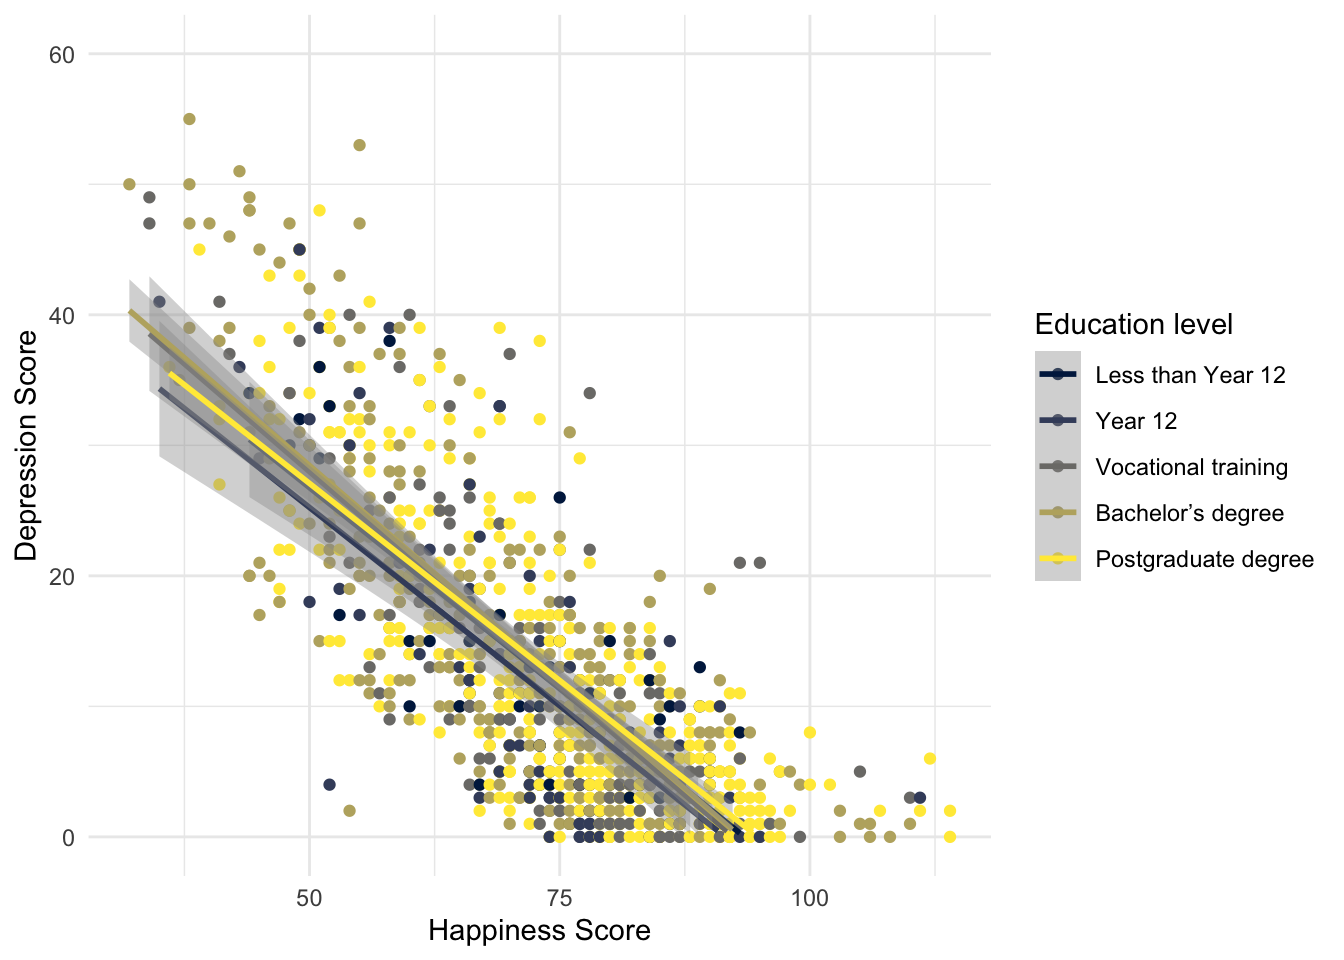 60
40
20
0
Depression Score
50
75
100
Happiness Score
Education level
Less than Year 12
Year 12
Vocational training
Bachelor’s degree
Postgraduate degree